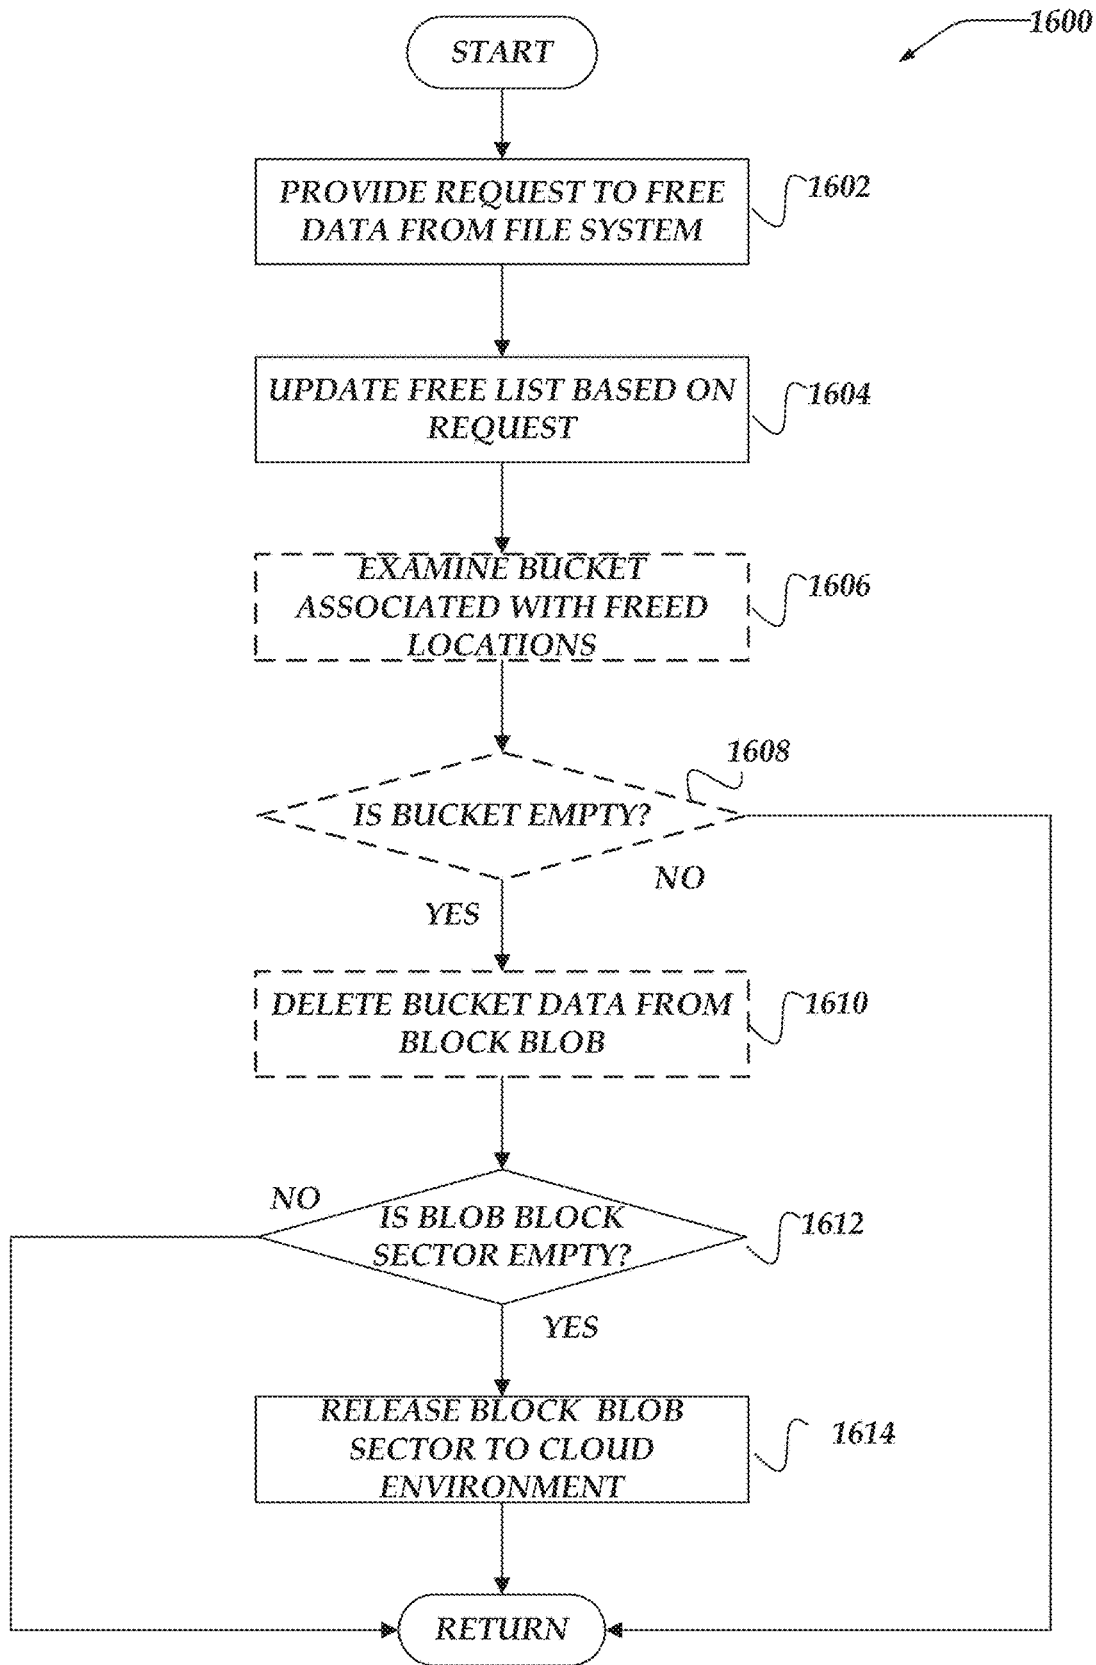 1600
START
PROVIDE REQUEST TO FREE
DATA FROM FILE SYSTEM
1602
UPDATE FREE LIST BASED ON
REQUEST
1604
EXAMINE BUCKET
ASSOCIATED WITH FREED
LOCATIONS
1606
1608
IS BUCKET EMPTY?
NO
YES
DELETE BUCKET DATA FROM
BLOCK BLOB
1610
NO
IS BLOB BLOCK
SECTOR EMPTY?
1612
YES
RELEASE BLOCK BLOB
SECTOR TO CLOUD
ENVIRONMENT
1614
RETURN